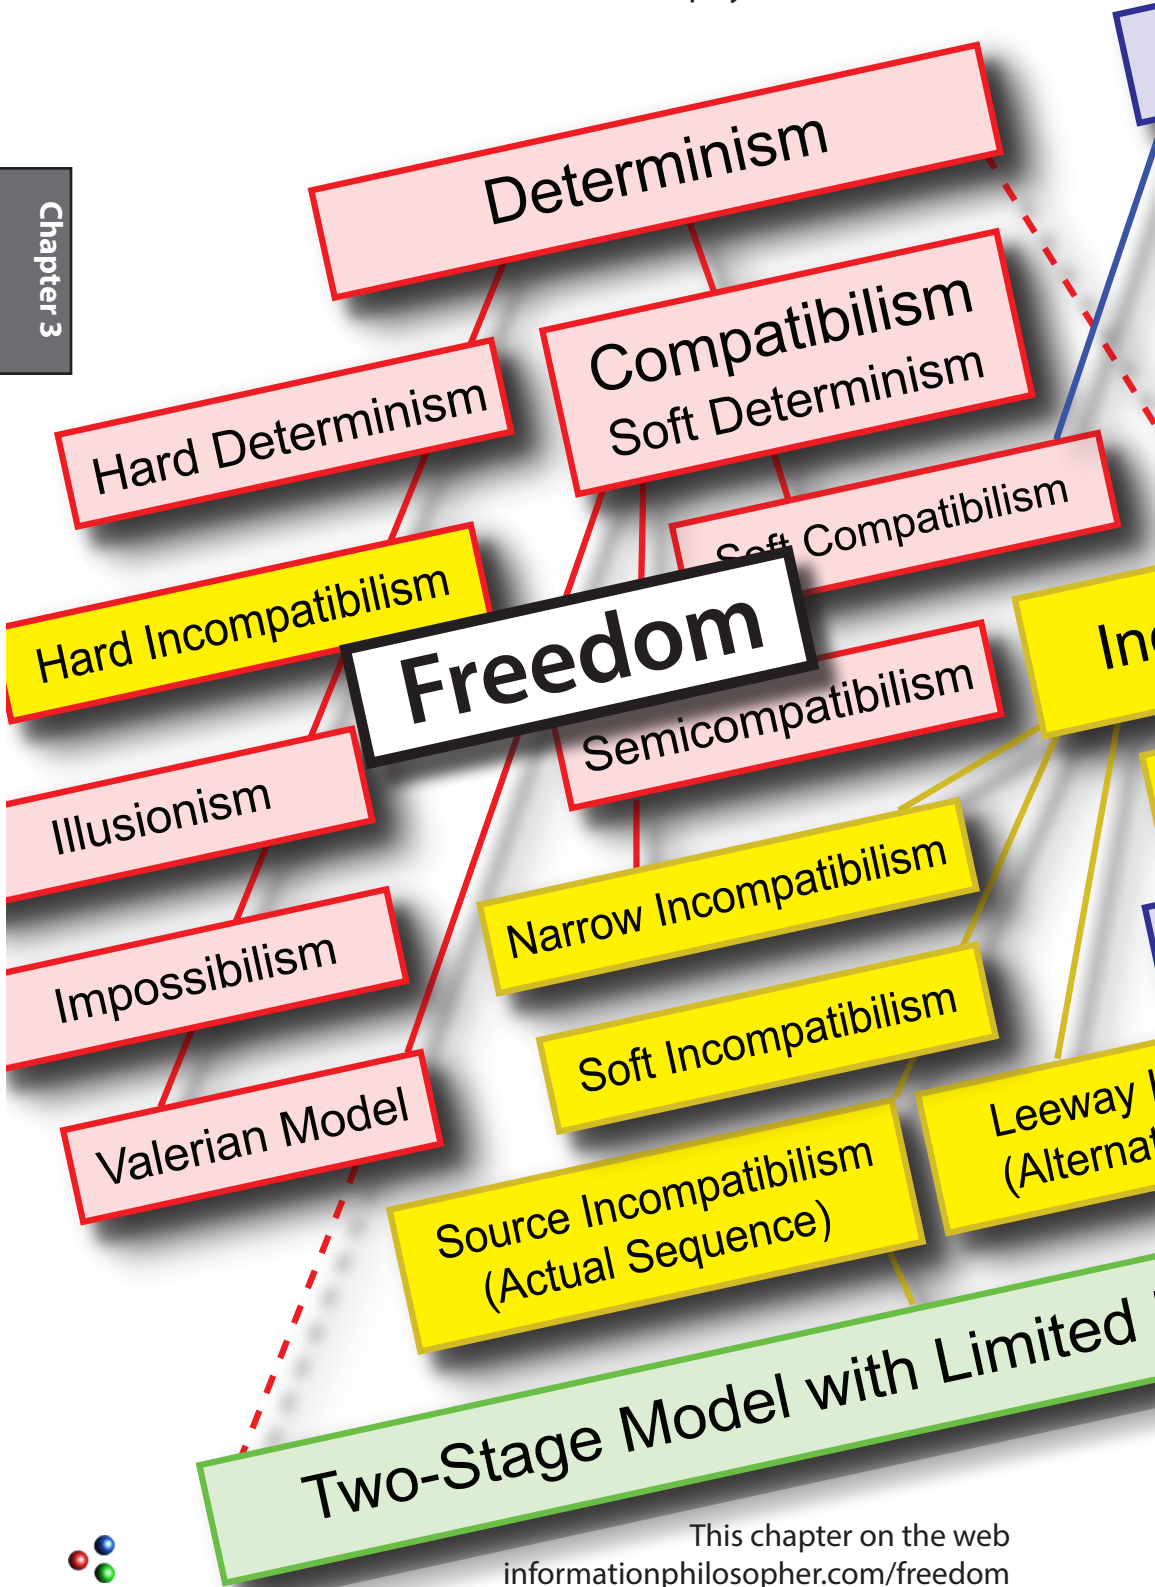 Chapter 3
Determinism
Compatibilism
Soft Determinism
Hard Determinism
Soft Compatibilism
Hard Incompatibilism
Freedom
Semicompatibilism
Illusionism
Narrow Incompatibilism
Impossibilism
Soft Incompatibilism
Valerian Model
Leeway
(Alternat
Source Incompatibilism
(Actual Sequence)
Two-Stage Model with Limited
This chapter on the web
informationphilosopher.com/freedom